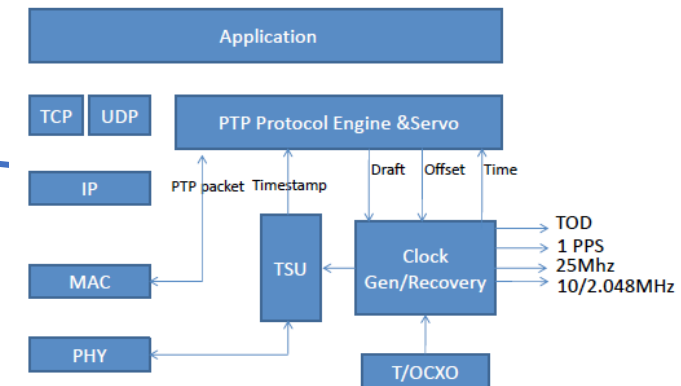 Application
TCP UDP
PTP Protocol Engine &Servo
IP
PTP packet Timestamp
Draft Offset Time
TSU
Clock
Gen/Recovery
TOD
1 PPS
25Mhz
10/2.048MHz
MAC
PHY
T/OCXO